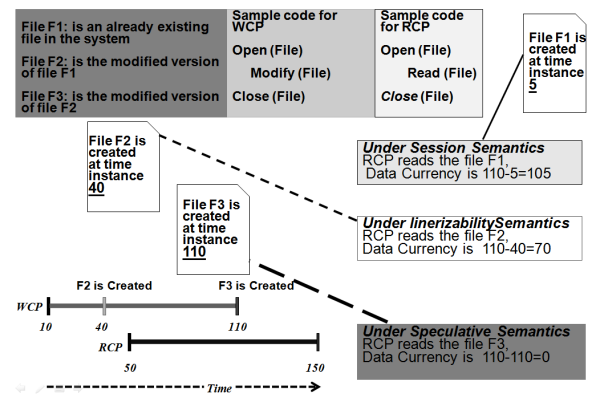 File F1: is an already existing
file in the system
File F2: is the modified version
of file F1
File F3: is the modified version
of file F2
Sample code for
WCP
Open (File)
Modify (File)
Close (File)
Sample code
for RCP
Open (File)
Read (File)
Close (File)
File F1 is
created
at time
instance
5
File F2 is
created
at time
instance
40
File F3 is
created
at time
instance
110
Under Session Semantics
RCP reads the file F1,
Data Currency is 110-5=105
Under linerizabilitySemantics
RCP reads the file F2,
Data Currency is 110-40=70
Under Speculative Semantics
RCP reads the file F3,
Data Currency is 110-110=0
F2 is Created F3 is Created
WCP
10 40 110
RCP
50 150
Time